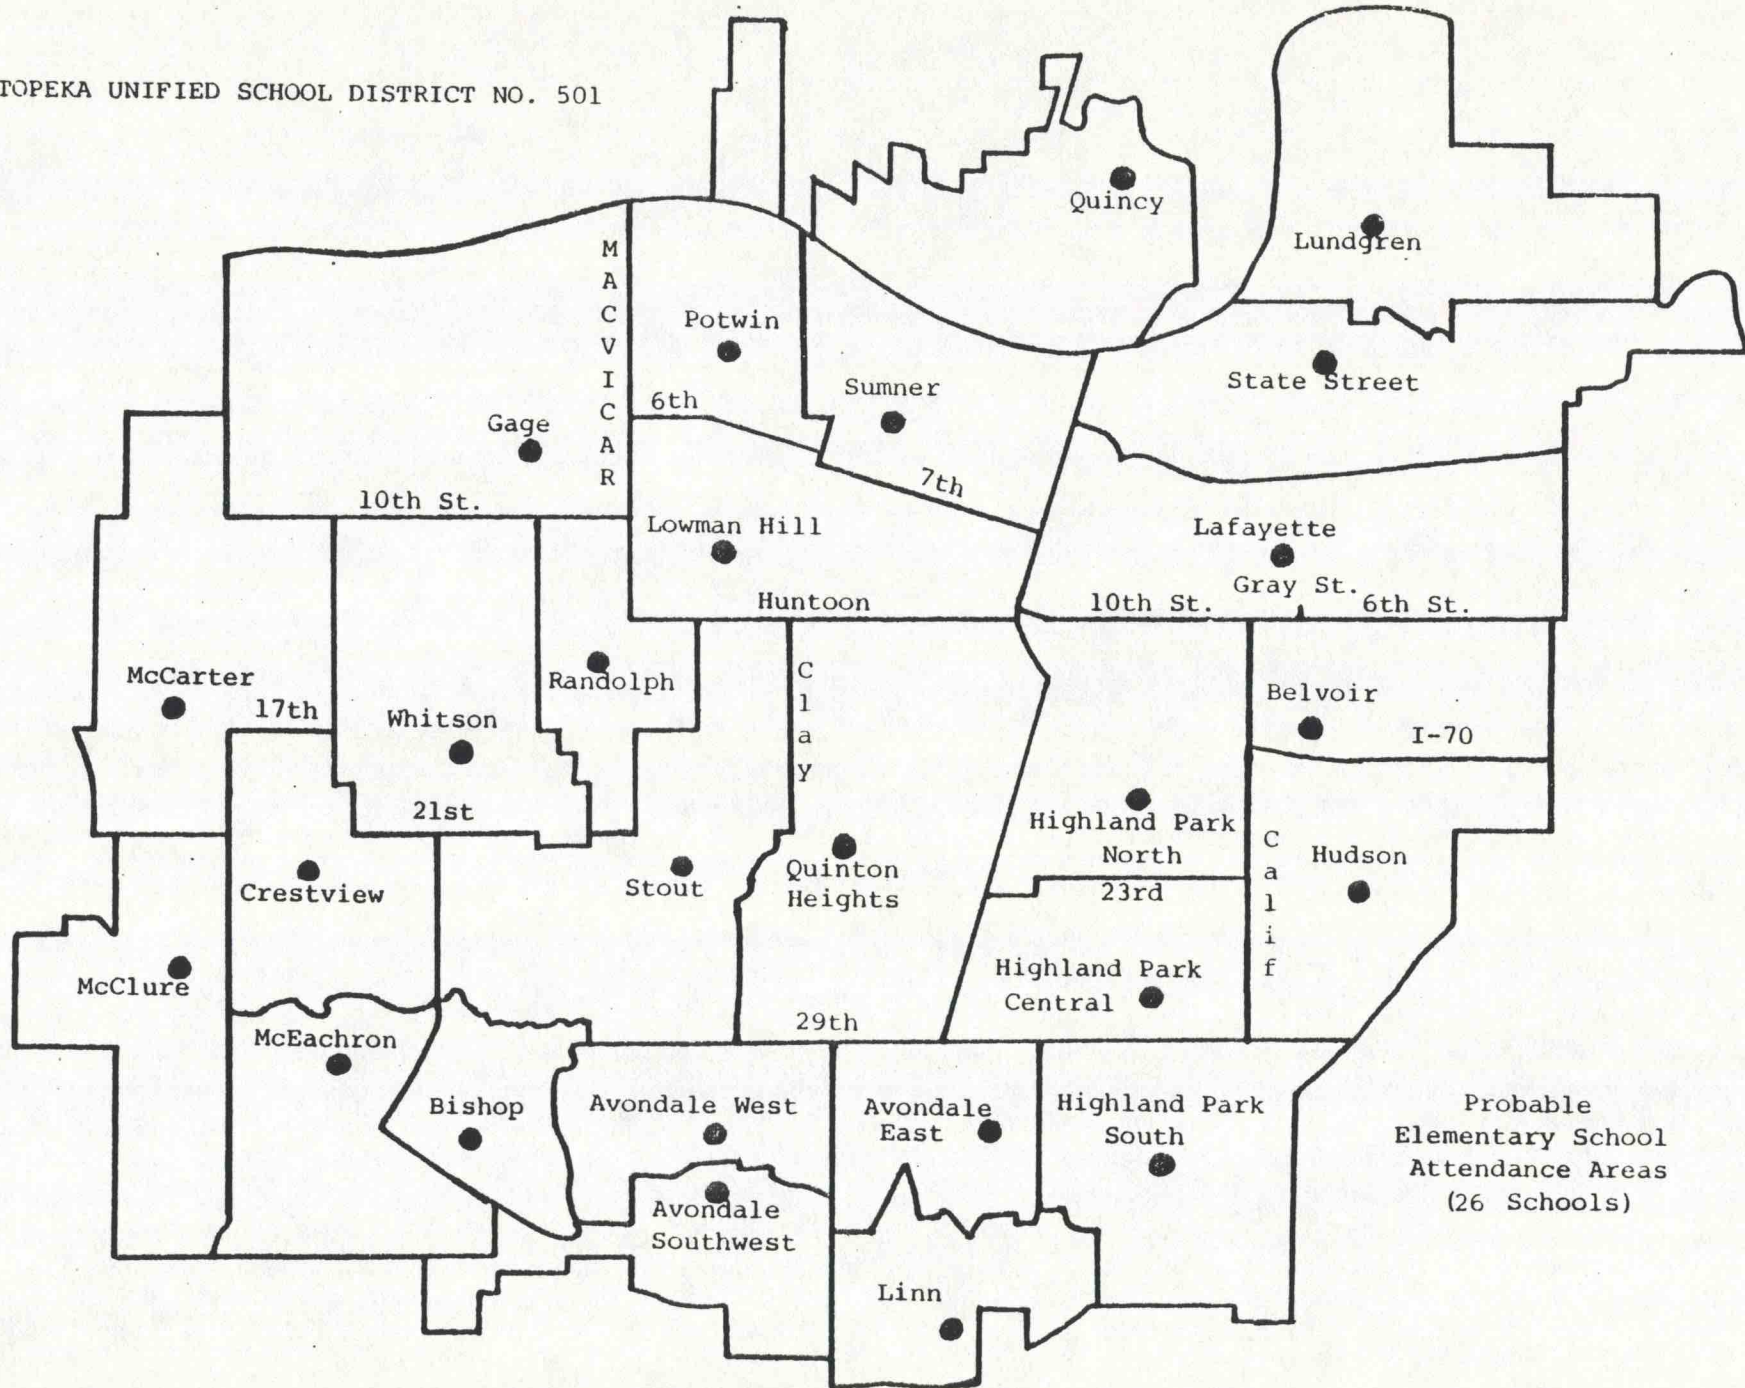 TOPEKA UNIFIED SCHOOL DISTRICT NO. 501
Quincy
Lundgren
MACVICAR
Potwin
State Street
Sumner
6th
Gage
7th
10th St.
Lowman Hill
Lafayette
Gray St.
Huntoon
10th St.
6th St.
McCarter
Randolph
Clay
Belvoir
17th
Whitson
I-70
21st
Highland Park
North
Calif
Hudson
Crestview
Stout
Quinton
Heights
23rd
McClure
Highland Park
Central
29th
McEachron
Bishop
Avondale West
Avondale
East
Highland Park
South
Probable
Elementary School
Attendance Areas
(26 Schools)
Avondale
Southwest
Linn